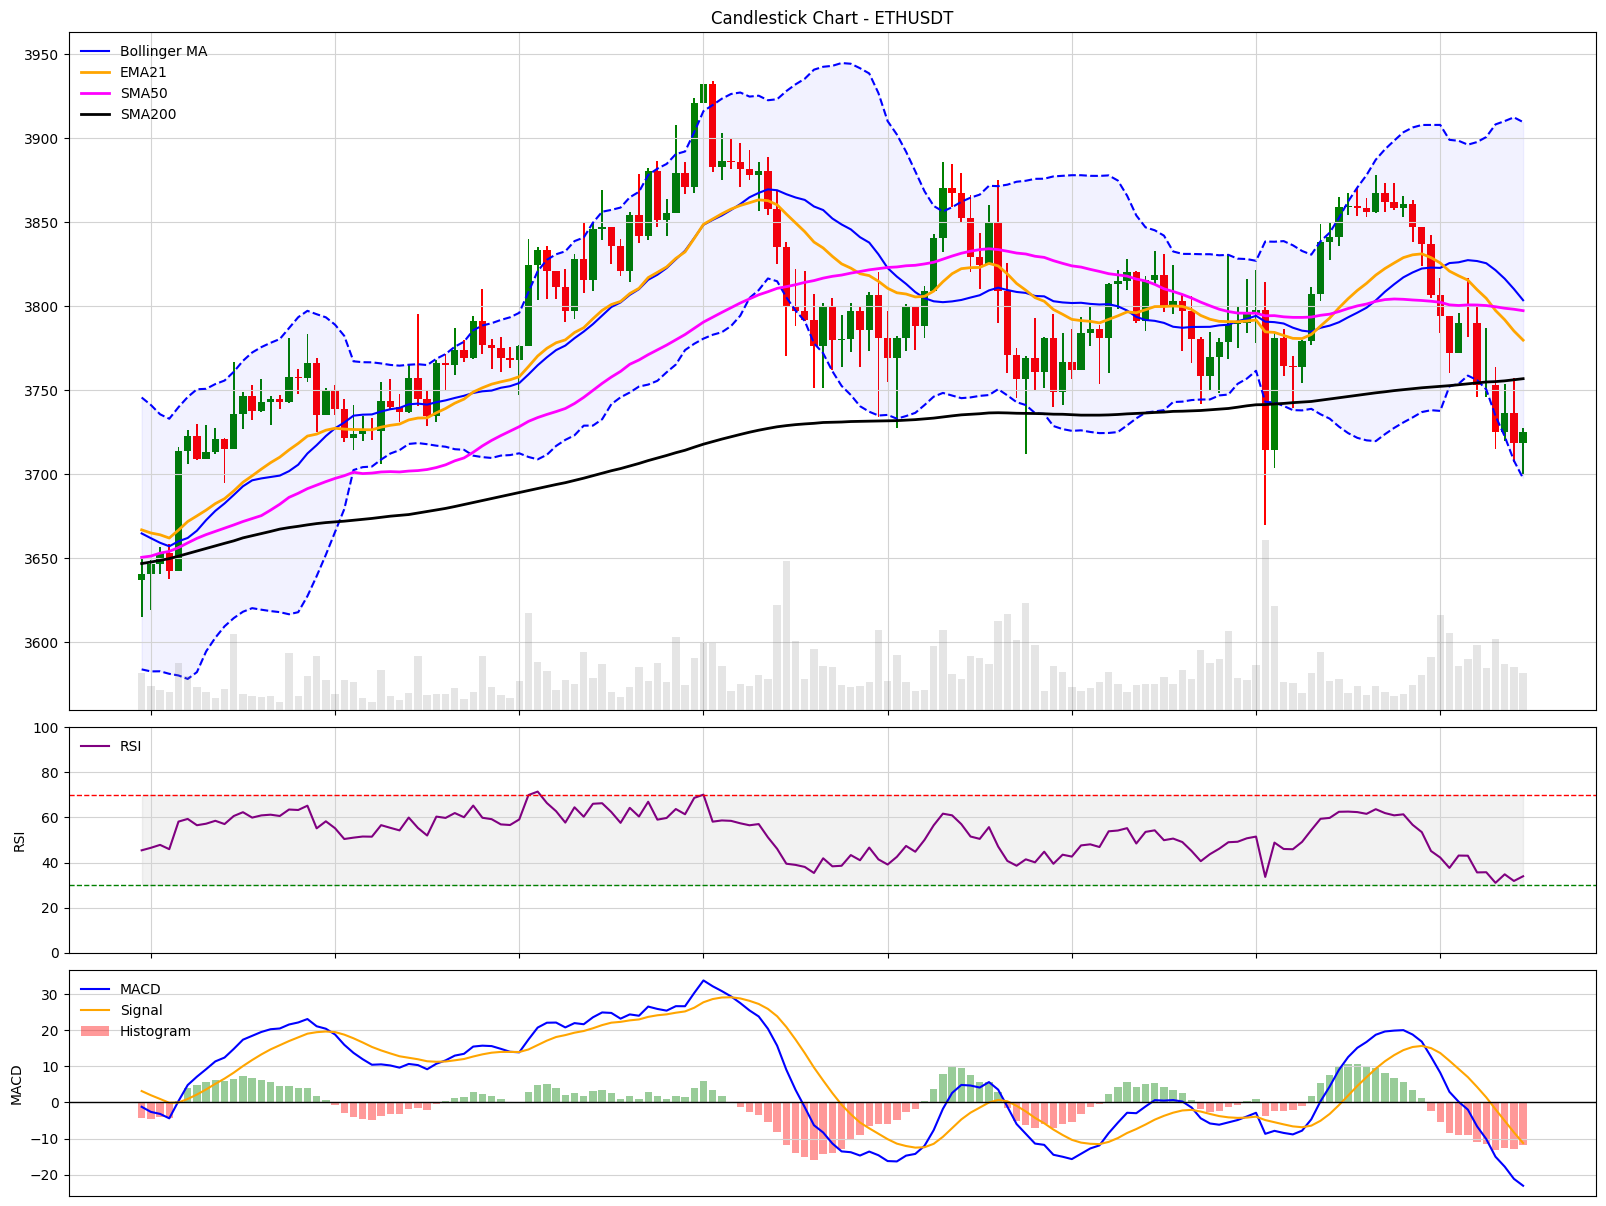 Candlestick Chart - ETHUSDT
Bollinger MA
EMA21
SMA50
SMA200
3950
3900
3850
3800
3750
3700
3650
3600
RSI
100
80
60
40
20
0
RSI
MACD
Signal
Histogram
30
20
10
0
−10
−20
MACD